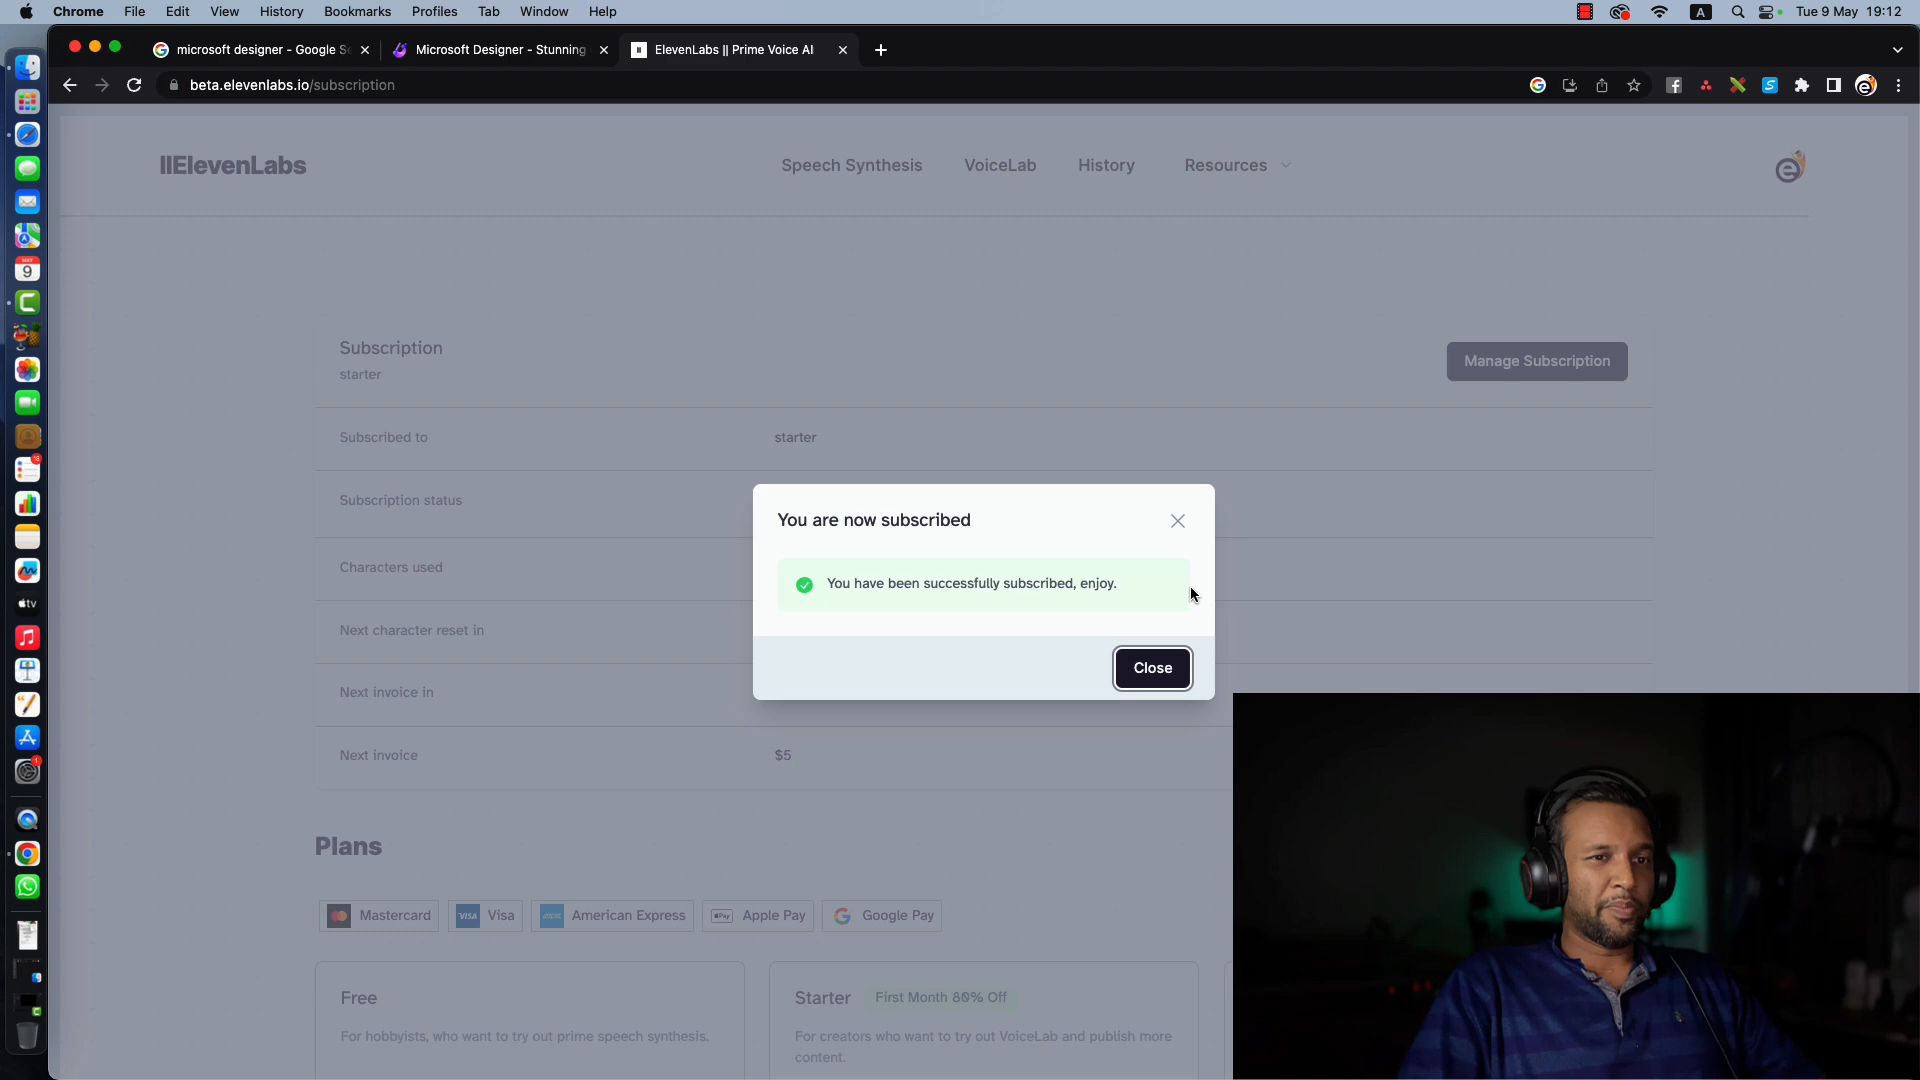 Chrome File Edit View History Bookmarks Profiles Tab Window Help A Tue 9 May 19:12
microsoft designer - Google Se
Microsoft Designer - Stunning
ElevenLabs || Prime Voice AI
beta.elevenlabs.io/subscription
IIElevenLabs
Speech Synthesis VoiceLab History Resources
Subscription
starter
Manage Subscription
Subscribed to starter
Subscription status
Characters used
Next character reset in
Next invoice in
Next invoice $5
You are now subscribed
You have been successfully subscribed, enjoy.
Close
Plans
Mastercard VISA Visa American Express Pay Apple Pay Google Pay
Free
For hobbyists, who want to try out prime speech synthesis.
Starter First Month 80% Off
For creators who want to try out VoiceLab and publish more
content.
9
tv